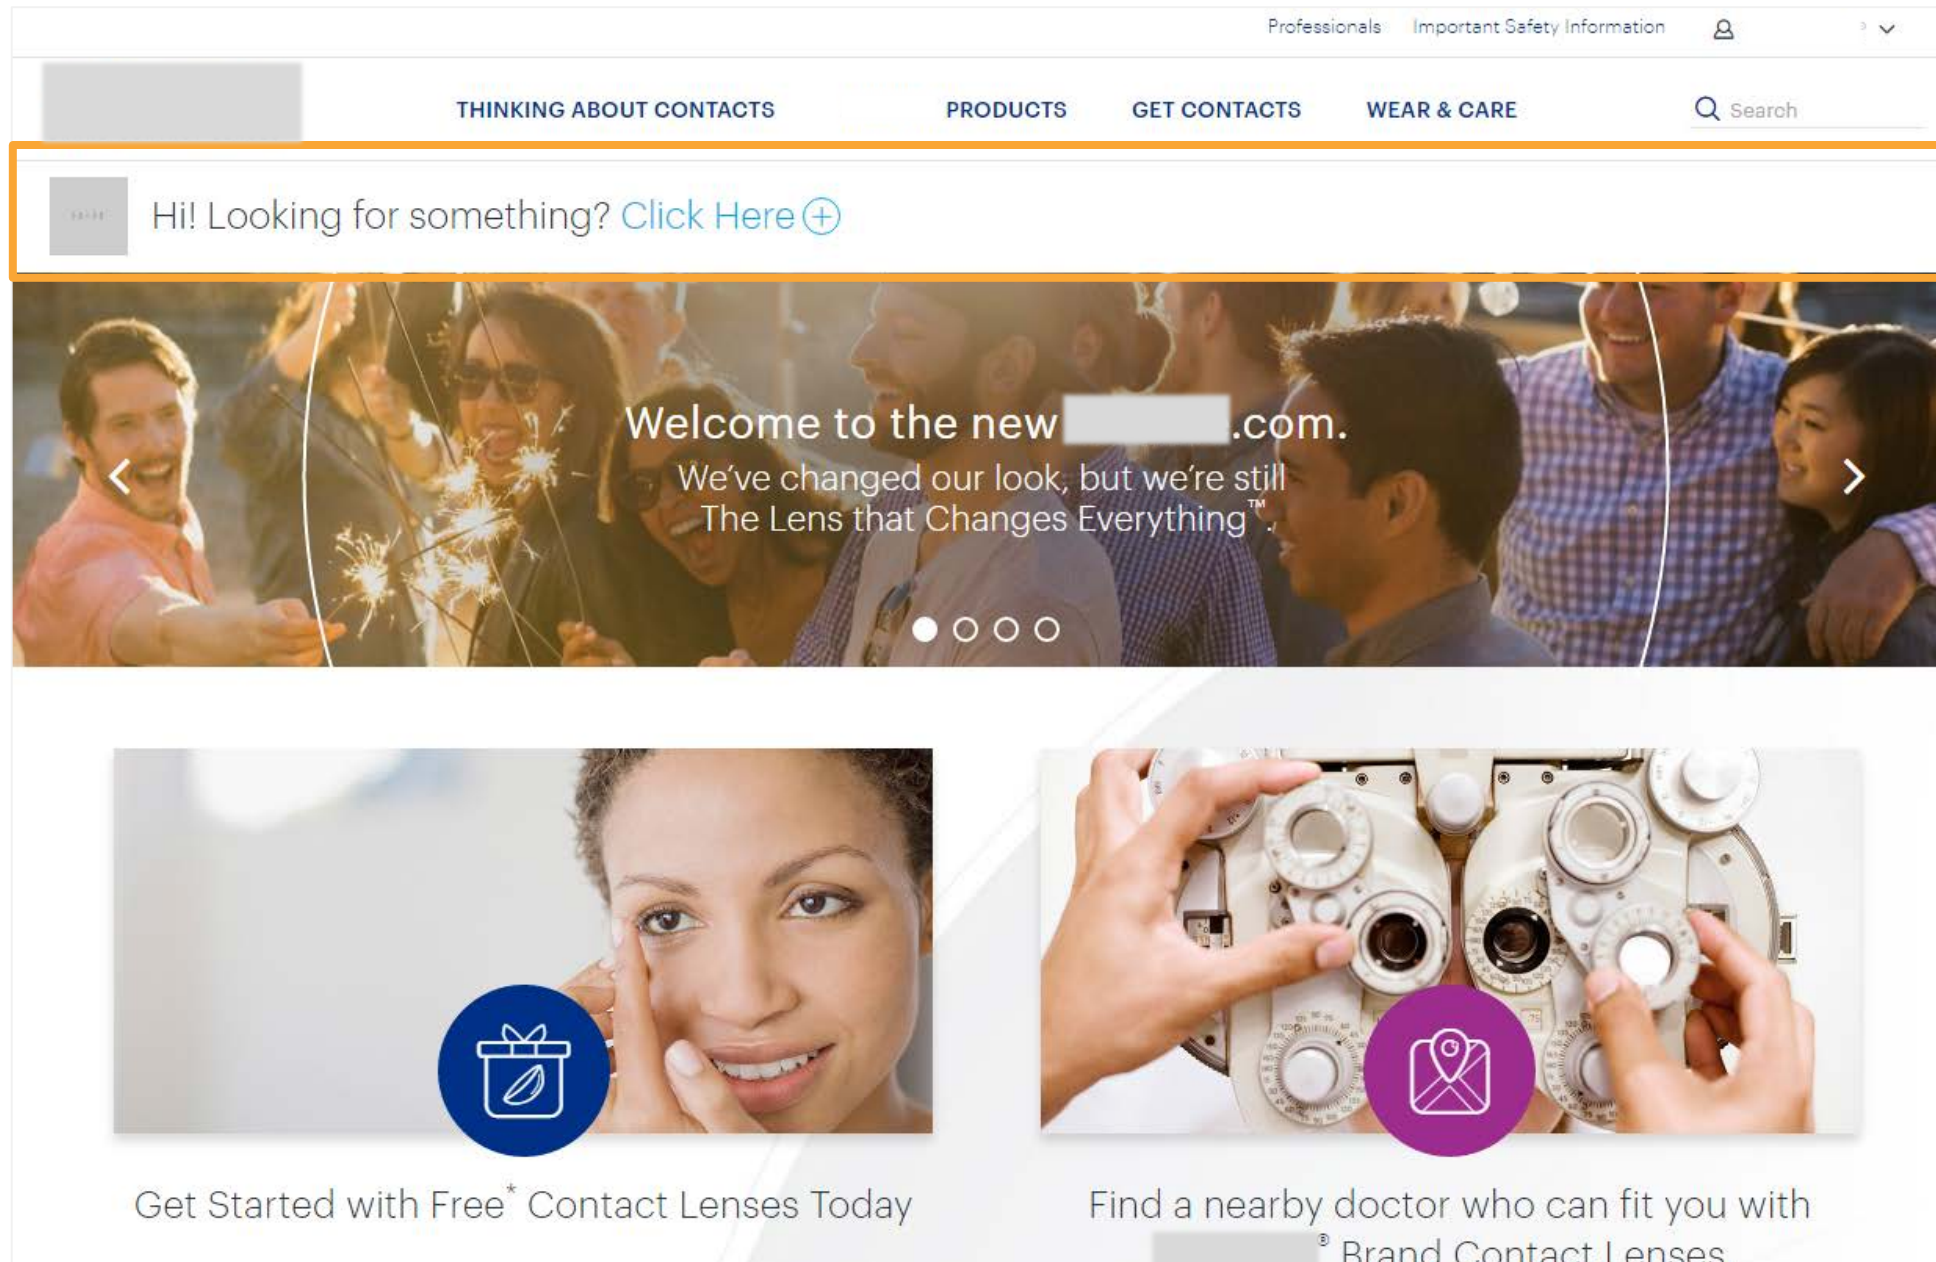 Professionals Important Safety Information
THINKING ABOUT CONTACTS PRODUCTS GET CONTACTS WEAR & CARE Search
Hi! Looking for something? Click Here
Welcome to the new .com.
We've changed our look, but we're still
The Lens that Changes Everything™.
Get Started with Free* Contact Lenses Today
Find a nearby doctor who can fit you with
® Brand Contact Lenses